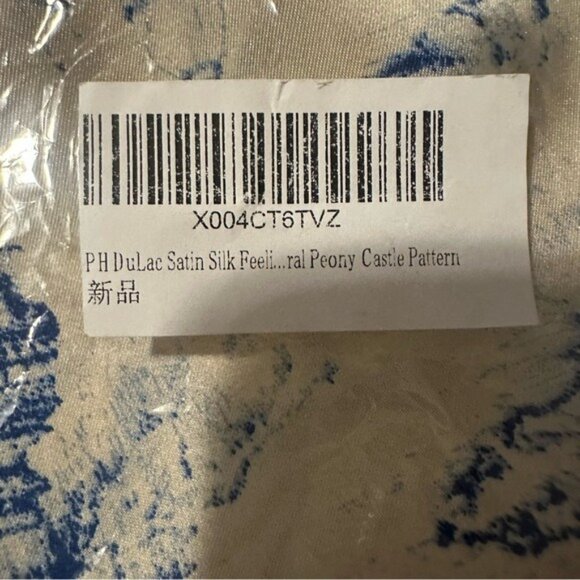 X004CT6TVZ
PH DuLac Satin Silk Feeli...ral Peony Castle Pattern
新品